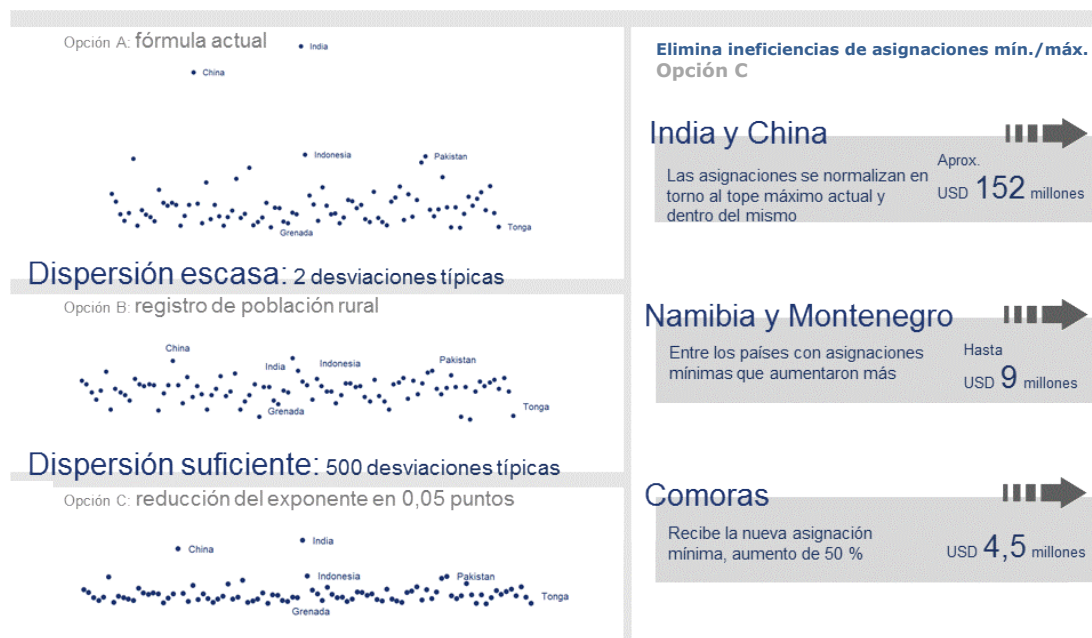 Opción A: fórmula actual
India
China
Indonesia
Pakistan
Grenada
Tonga
Dispersión escasa: 2 desviaciones típicas
Opción B: registro de población rural
China
India
Indonesia
Pakistan
Grenada
Tonga
Dispersión suficiente: 500 desviaciones típicas
Opción C: reducción del exponente en 0,05 puntos
China
India
Indonesia
Pakistan
Grenada
Tonga
Elimina ineficiencias de asignaciones mín./máx.
Opción C
India y China
Las asignaciones se normalizan en
torno al tope máximo actual y
dentro del mismo
Aprox.
USD 152 millones
Namibia y Montenegro
Entre los países con asignaciones
mínimas que aumentaron más
Hasta
USD 9 millones
Comoras
Recibe la nueva asignación
mínima, aumento de 50 %
USD 4,5 millones